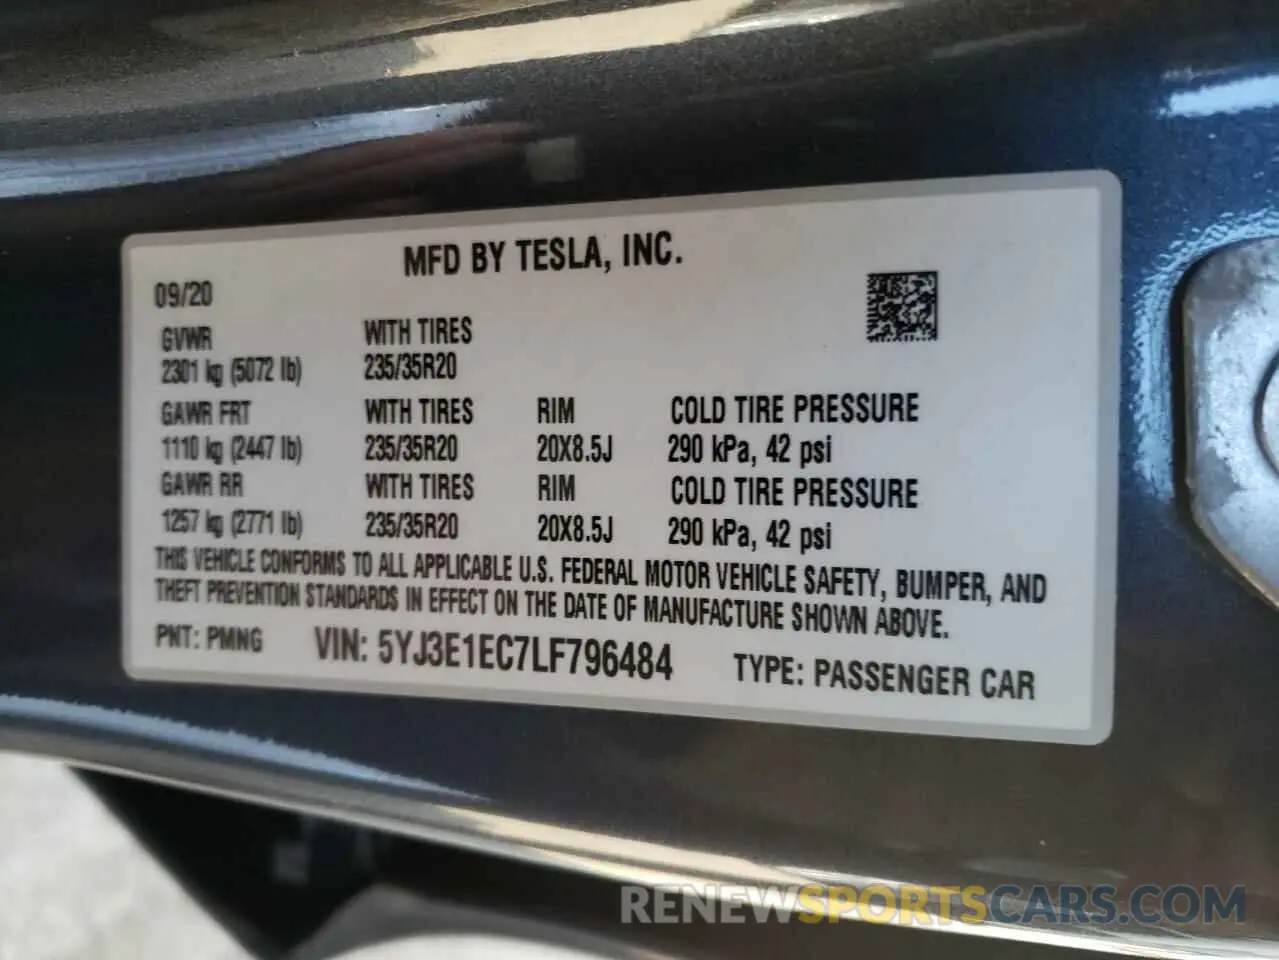 MFD BY TESLA, INC.
09/20
GVWR WITH TIRES
2301 kg (5072 lb) 235/35R20
GAWR FRT WITH TIRES RIM COLD TIRE PRESSURE
1110 kg (2447 lb) 235/35R20 20X8.5J 290 kPa, 42 psi
GAWR RR WITH TIRES RIM COLD TIRE PRESSURE
1257 kg (2771 lb) 235/35R20 20X8.5J 290 kPa, 42 psi
THIS VEHICLE CONFORMS TO ALL APPLICABLE U.S. FEDERAL MOTOR VEHICLE SAFETY, BUMPER, AND
THEFT PREVENTION STANDARDS IN EFFECT ON THE DATE OF MANUFACTURE SHOWN ABOVE.
PNT: PMNG VIN: 5YJ3E1EC7LF796484 TYPE: PASSENGER CAR
RENEWSPORTSCARS.COM